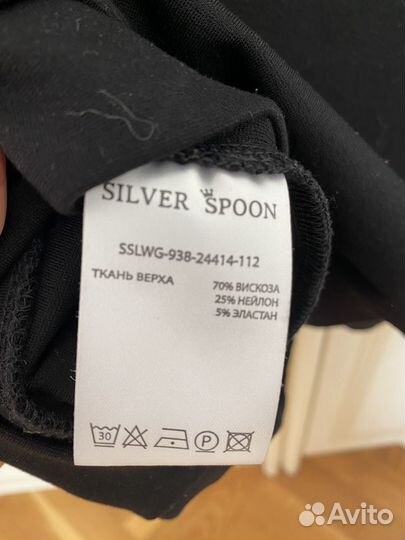 SILVER SPOON
SSLWG-938-24414-112
ТКАНЬ ВЕРХА 70% ВИСКОЗА
25% НЕЙЛОН
5% ЭЛАСТАН
30 P
Avito